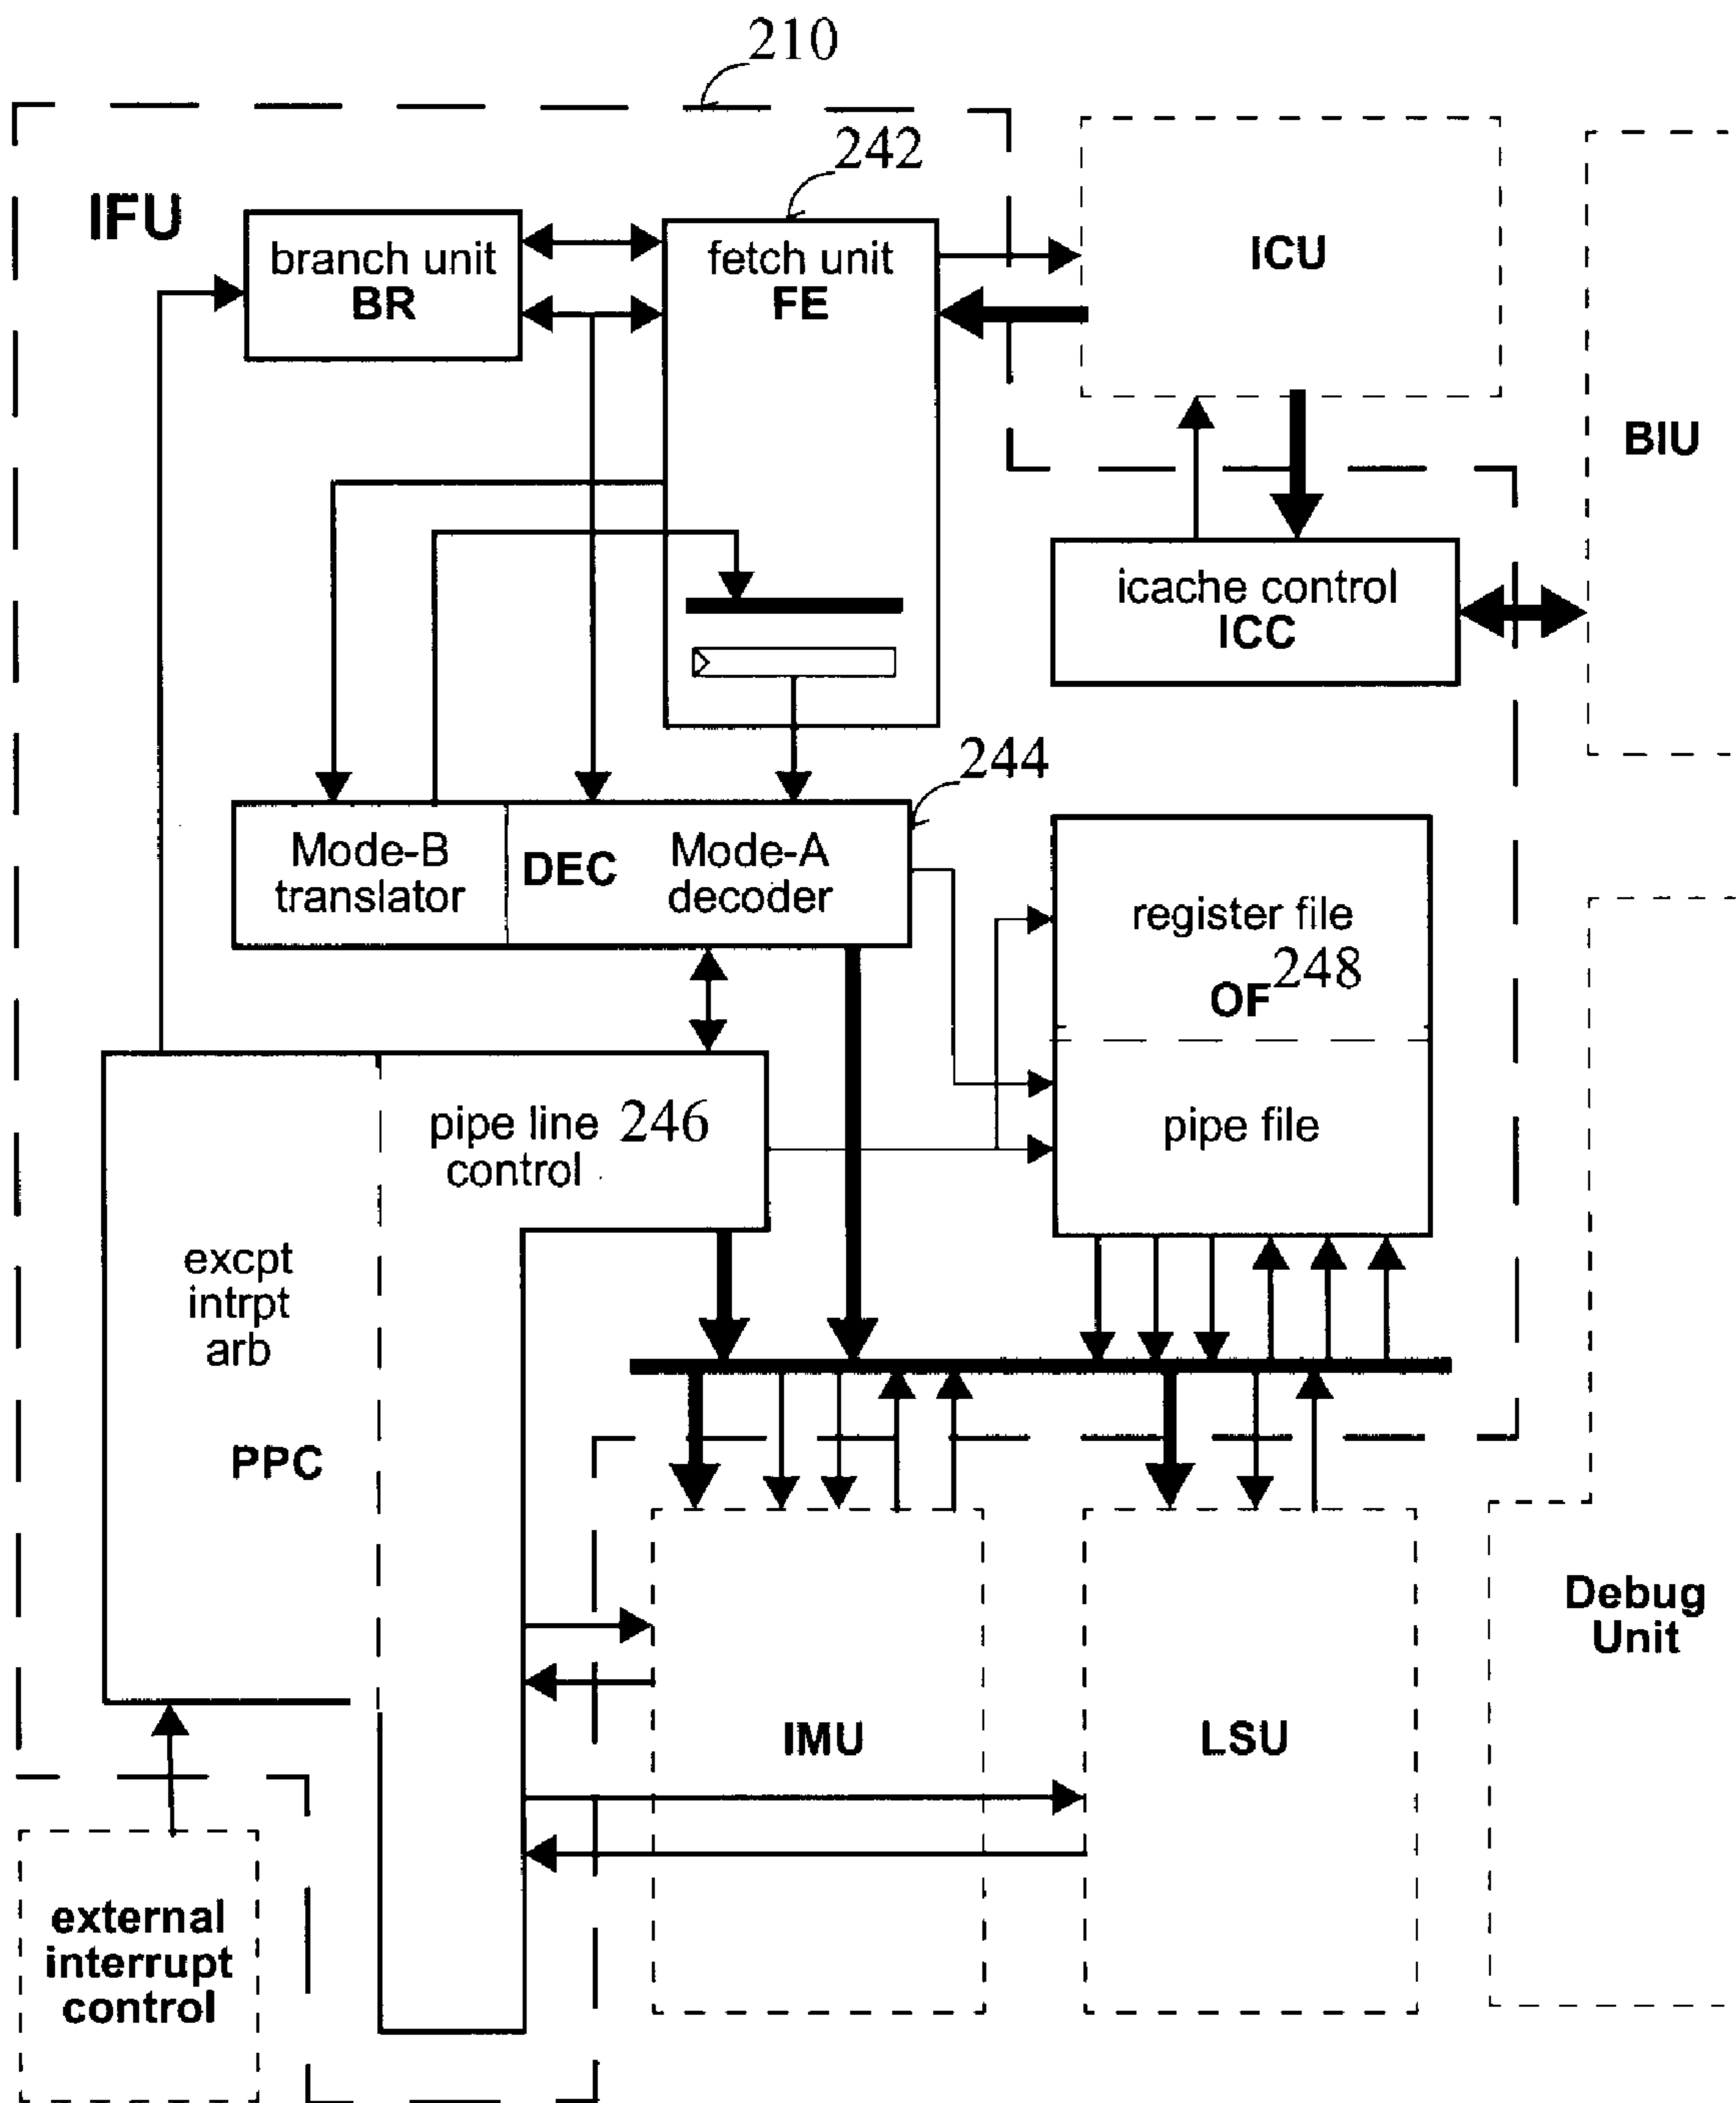 210
242
IFU
branch unit
BR
fetch unit
FE
ICU
BIU
icache control
ICC
244
Mode-B
translator
DEC
Mode-A
decoder
register file
OF 248
pipe file
pipe line 246
control
excpt
intrpt
arb
PPC
IMU
LSU
Debug
Unit
external
interrupt
control